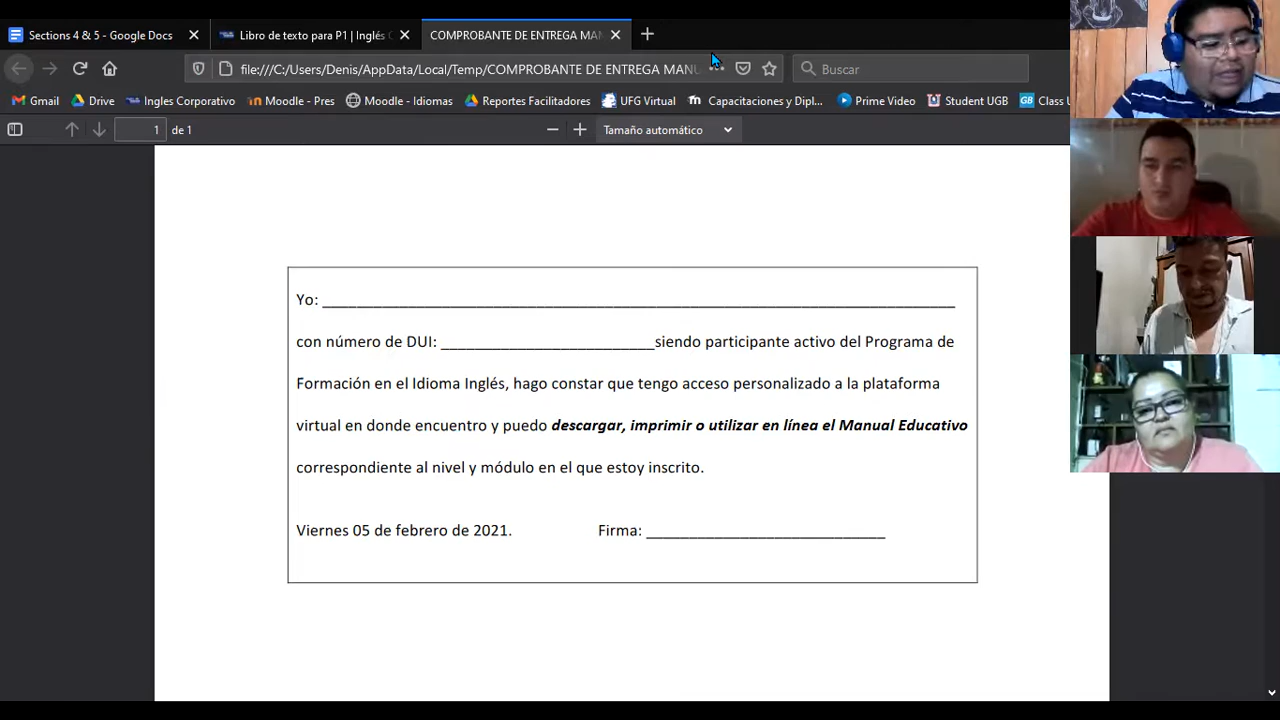 Sections 4 & 5 - Google Docs
Libro de texto para P1 | Inglés C
COMPROBANTE DE ENTREGA MAN
file:///C:/Users/Denis/AppData/Local/Temp/COMPROBANTE DE ENTREGA MANU
Buscar
Gmail
Drive
Ingles Corporativo
Moodle - Pres
Moodle - Idiomas
Reportes Facilitadores
UFG Virtual
Capacitaciones y Dipl...
Prime Video
Student UGB
GB Class
1 de 1
Tamaño automático
Yo: ______________________________________________
con número de DUI: ________________________siendo participante activo del Programa de
Formación en el Idioma Inglés, hago constar que tengo acceso personalizado a la plataforma
virtual en donde encuentro y puedo descargar, imprimir o utilizar en línea el Manual Educativo
correspondiente al nivel y módulo en el que estoy inscrito.
Viernes 05 de febrero de 2021. Firma: ___________________________